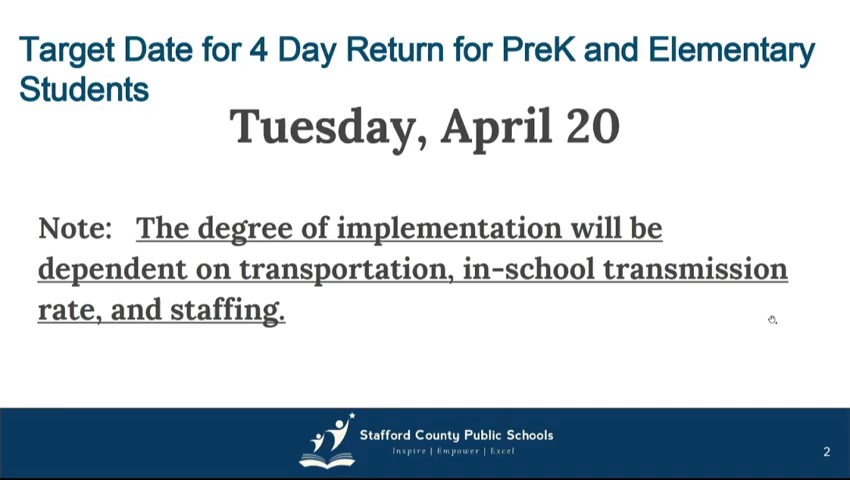 Target Date for 4 Day Return for PreK and Elementary
Students
Tuesday, April 20
Note: The degree of implementation will be
dependent on transportation, in-school transmission
rate, and staffing.
Stafford County Public Schools
Inspire | Empower | Excel
2